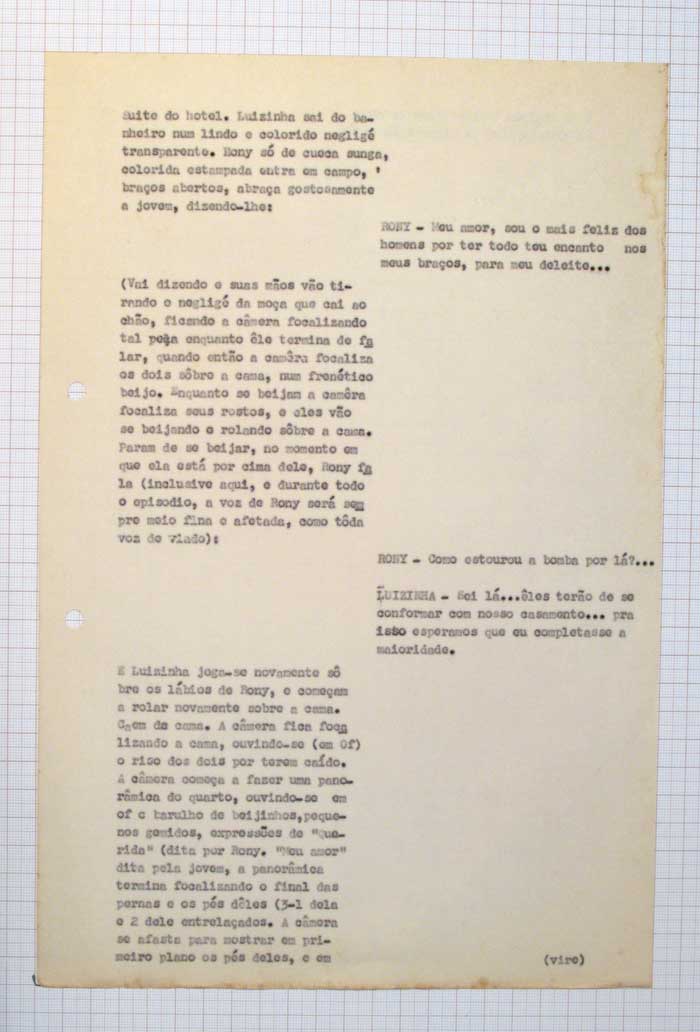 Suite do hotel. Luizinha sai do ba-
nheiro num lindo e colorido negligé
transparente. Rony só de cueca sunga,
colorida estampada entra em campo, '
braços abertos, abraça gostosamente
a jovem, dizendo-lhe:
RONY - Meu amor, sou o mais feliz dos
homens por ter todo teu encanto nos
meus braços, para meu deleite...
(Vai dizendo e suas mãos vão ti-
rando o negligé da moça que cai ao
chão, ficando a câmera focalizando
tal peça enquanto êle termina de fa
lar, quando então a camêra focaliza
os dois sôbre a cama, num frenético
beijo. Enquanto se beijam a camêra
focaliza seus rostos, e eles vão
se beijando e rolando sôbre a cama.
Param de se beijar, no momento em
que ela está por cima dele, Rony fa
la (inclusive aqui, e durante todo
o episodio, a voz de Rony será sem
pre meio fina e afetada, como tôda
voz de viado):
RONY - Como estourou a bomba por lá?...
LUIZINHA - Sei lá...êles terão de se
conformar com nosso casamento... pra
isso esperamos que eu completasse a
maioridade.
E Luizinha joga-se novamente sô
bre os lábios de Rony, e começam
a rolar novamente sobre a cama.
Caem da cama. A câmera fica foca
lizando a cama, ouvindo-se (em Of)
o riso dos dois por terem caído.
A câmera começa a fazer uma pano-
râmica do quarto, ouvindo-se em
of o barulho de beijinhos,peque-
nos gemidos, expressões de "Que-
rida" (dita por Rony. "Meu amor"
dita pela jovem, a panorâmica
termina focalizando o final das
pernas e os pés dêles (3-1 dela
e 2 dele entrelaçados. A câmera
se afasta para mostrar em pri-
meiro plano os pés deles, e em
(vire)